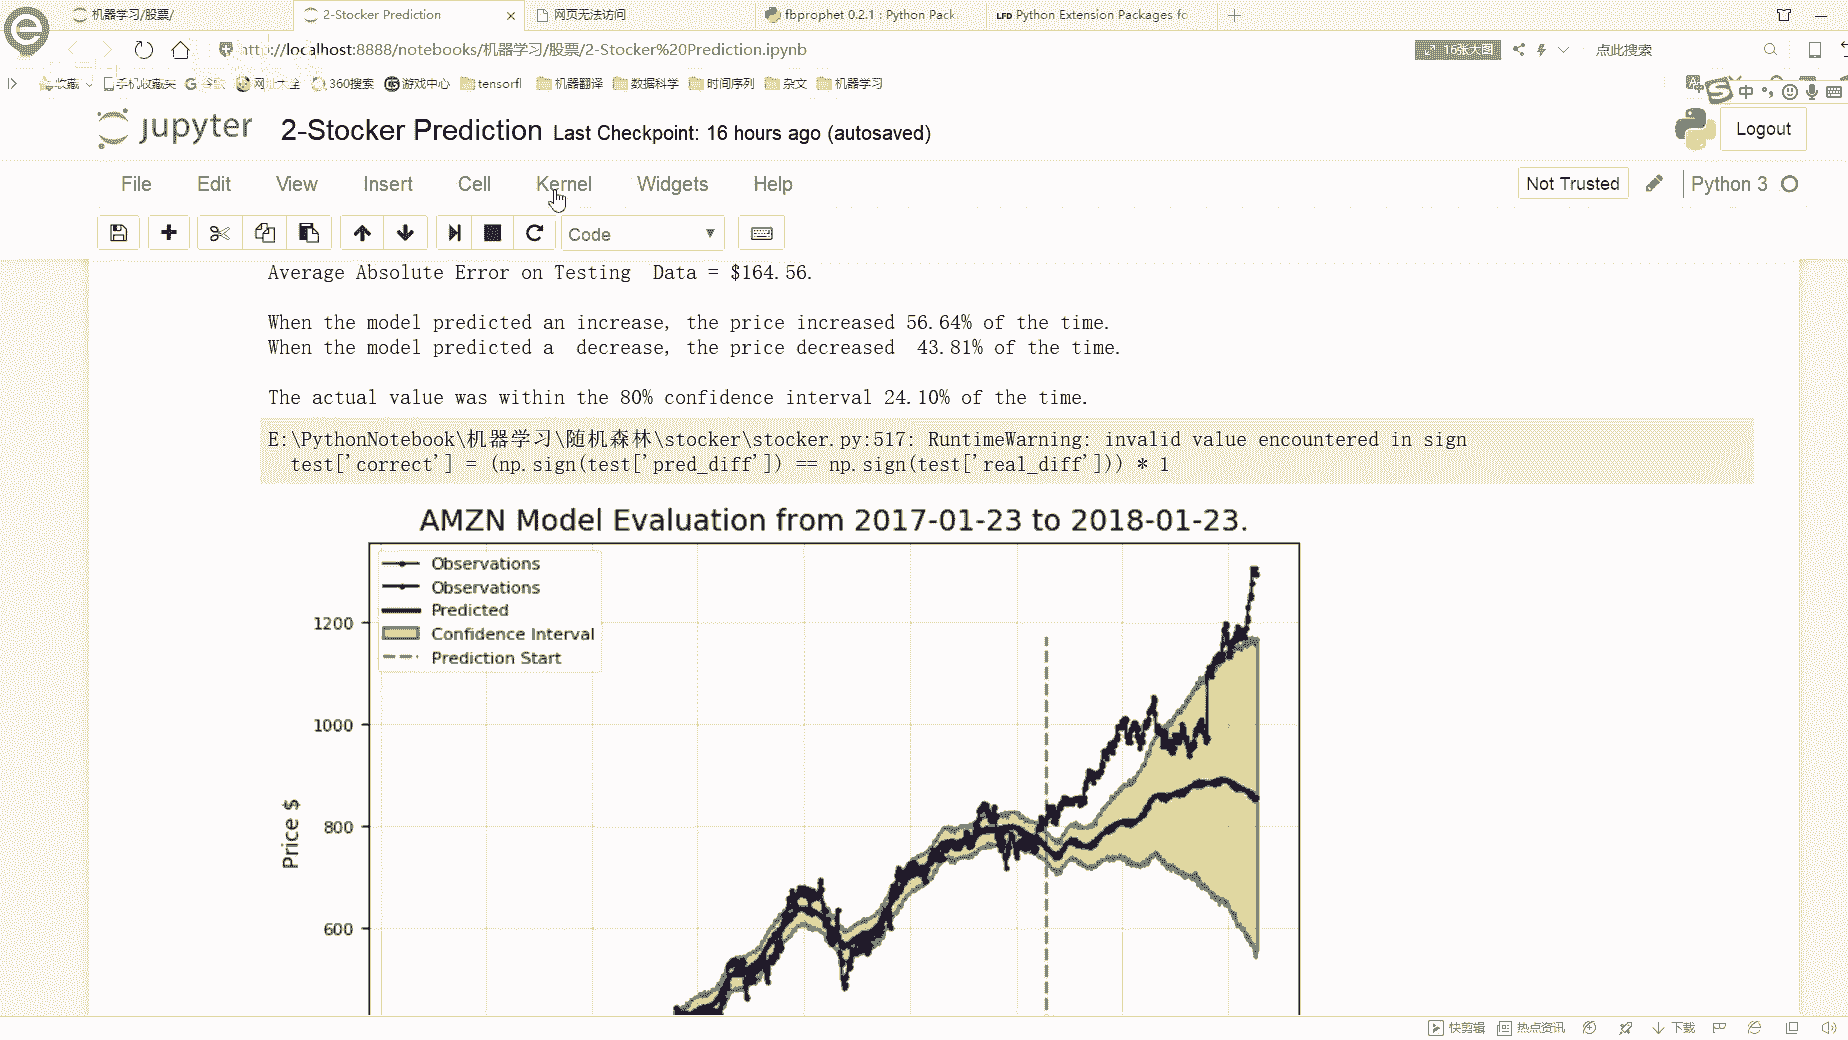 机器学习/股票/
2-Stocker Prediction
网页无法访问
fbprophet 0.2.1 : Python Pack
LFD Python Extension Packages fo
http://localhost:8888/notebooks/机器学习/股票/2-Stocker%20Prediction.ipynb
16张大图
点此搜索
收藏
手机收藏夹
谷歌
网址大全
360搜索
游戏中心
tensorfl
机器翻译
数据科学
时间序列
杂文
机器学习
中
jupyter
2-Stocker Prediction
Last Checkpoint: 16 hours ago (autosaved)
Logout
File
Edit
View
Insert
Cell
Kernel
Widgets
Help
Not Trusted
Python 3
Code
Average Absolute Error on Testing  Data = $164.56.
When the model predicted an increase, the price increased 56.64% of the time.
When the model predicted a  decrease, the price decreased  43.81% of the time.
The actual value was within the 80% confidence interval 24.10% of the time.
E:\PythonNotebook\机器学习\随机森林\stocker\stocker.py:517: RuntimeWarning: invalid value encountered in sign
test['correct'] = (np.sign(test['pred_diff']) == np.sign(test['real_diff'])) * 1
AMZN Model Evaluation from 2017-01-23 to 2018-01-23.
Observations
Observations
Predicted
Confidence Interval
Prediction Start
1200
1000
800
600
Price $
快剪辑
热点资讯
下载